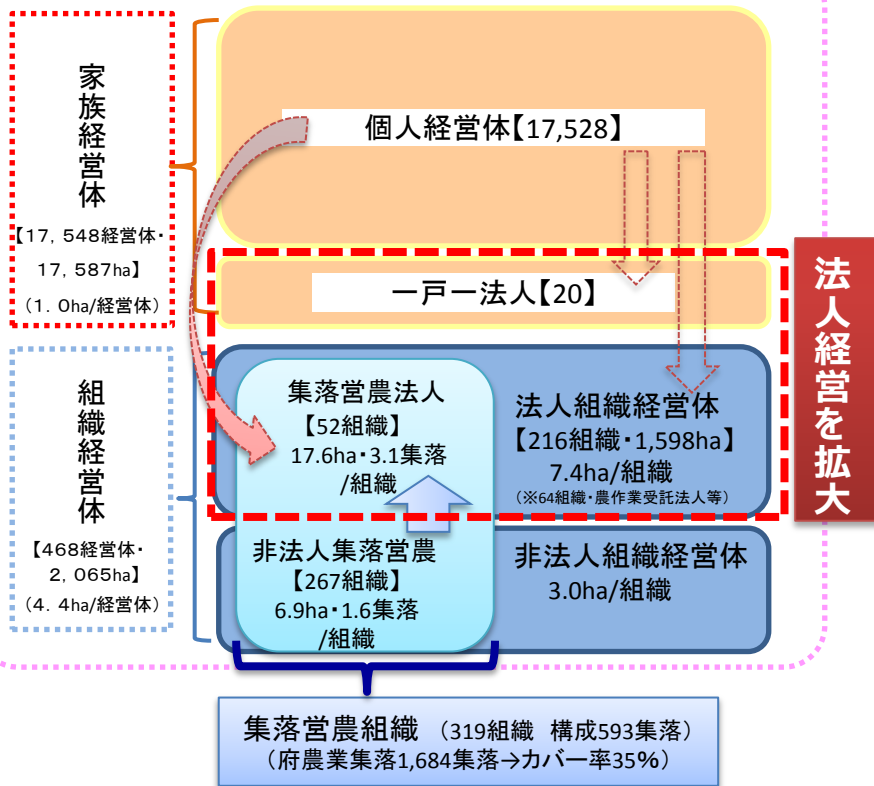 家族経営体
【17,548経営体・
17,587ha】
（1.0ha/経営体）
個人経営体【17,528】
一戸一法人【20】
法人経営を拡大
組織経営体
【468経営体・
2,065ha】
（4.4ha/経営体）
集落営農法人
【52組織】
17.6ha・3.1集落
/組織
法人組織経営体
【216組織・1,598ha】
7.4ha/組織
（※64組織・農作業受託法人等）
非法人集落営農
【267組織】
6.9ha・1.6集落
/組織
非法人組織経営体
3.0ha/組織
集落営農組織 （319組織 構成593集落）
（府農業集落1,684集落→カバー率35%）